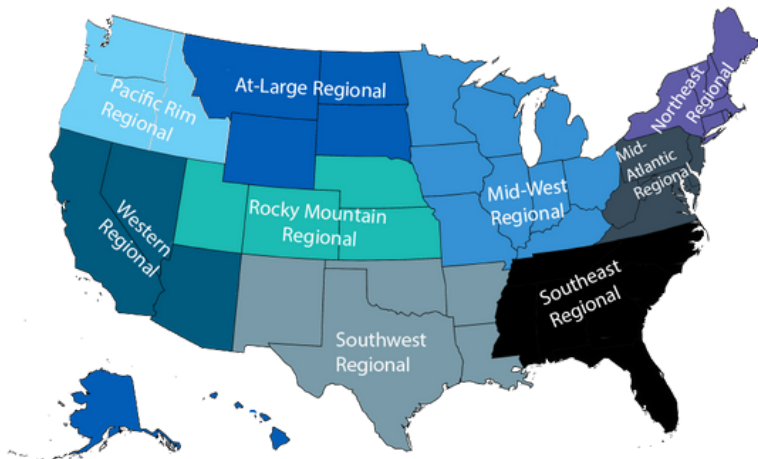 Pacific Rim
Regional
At-Large Regional
Northeast
Regional
Mid-
Atlantic
Regional
Mid-West
Regional
Rocky Mountain
Regional
Western
Regional
Southeast
Regional
Southwest
Regional